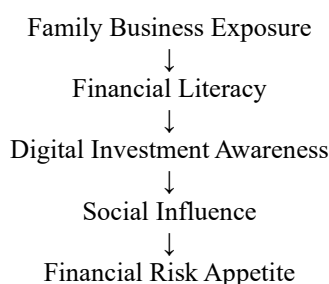 Family Business Exposure
↓
Financial Literacy
↓
Digital Investment Awareness
↓
Social Influence
↓
Financial Risk Appetite